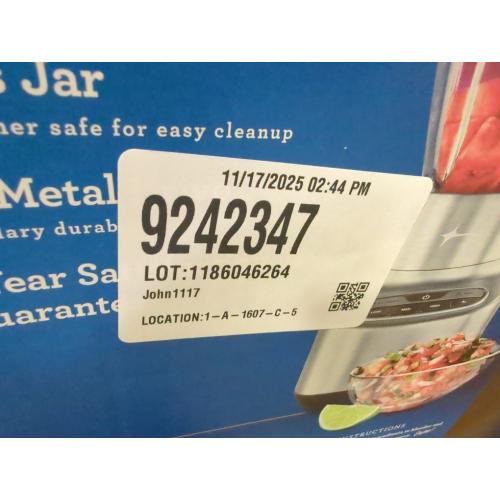 s Jar
her safe for easy cleanup
Metal
11/17/2025 02:44 PM
9242347
LOT:1186046264
John1117
LOCATION:1-A-1607-C-5
lary durab
Year Sa
uarante
INSTRUCTIONS